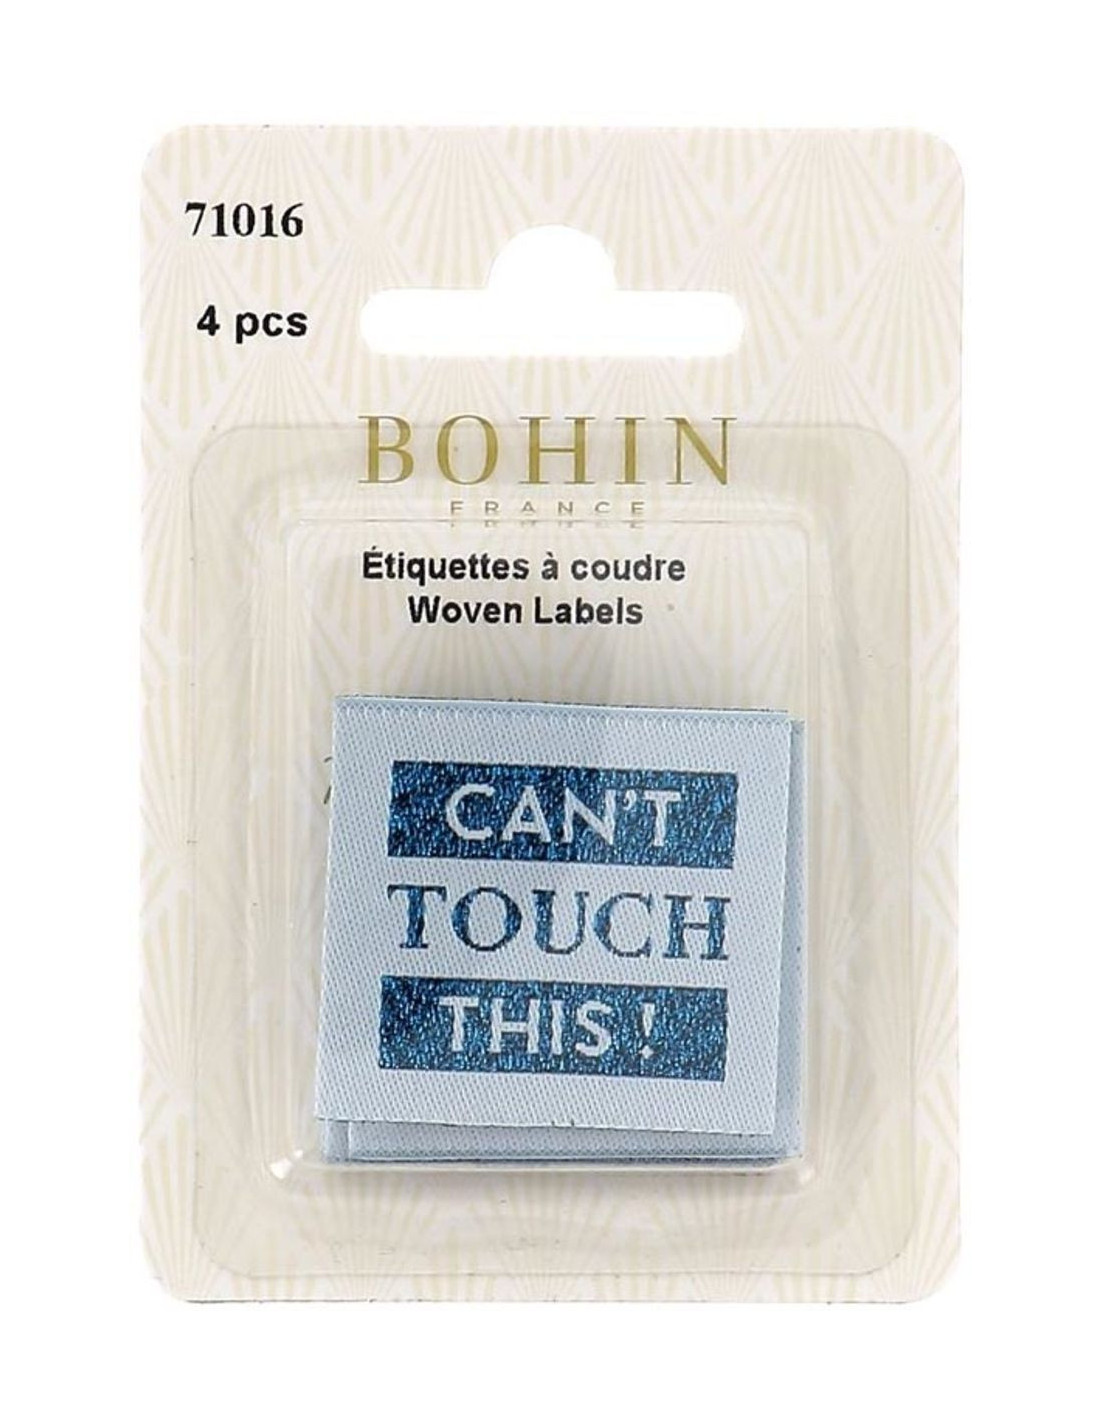 71016
4 pcs
BOHIN
FRANCE
Étiquettes à coudre
Woven Labels
CAN'T
TOUCH
THIS !